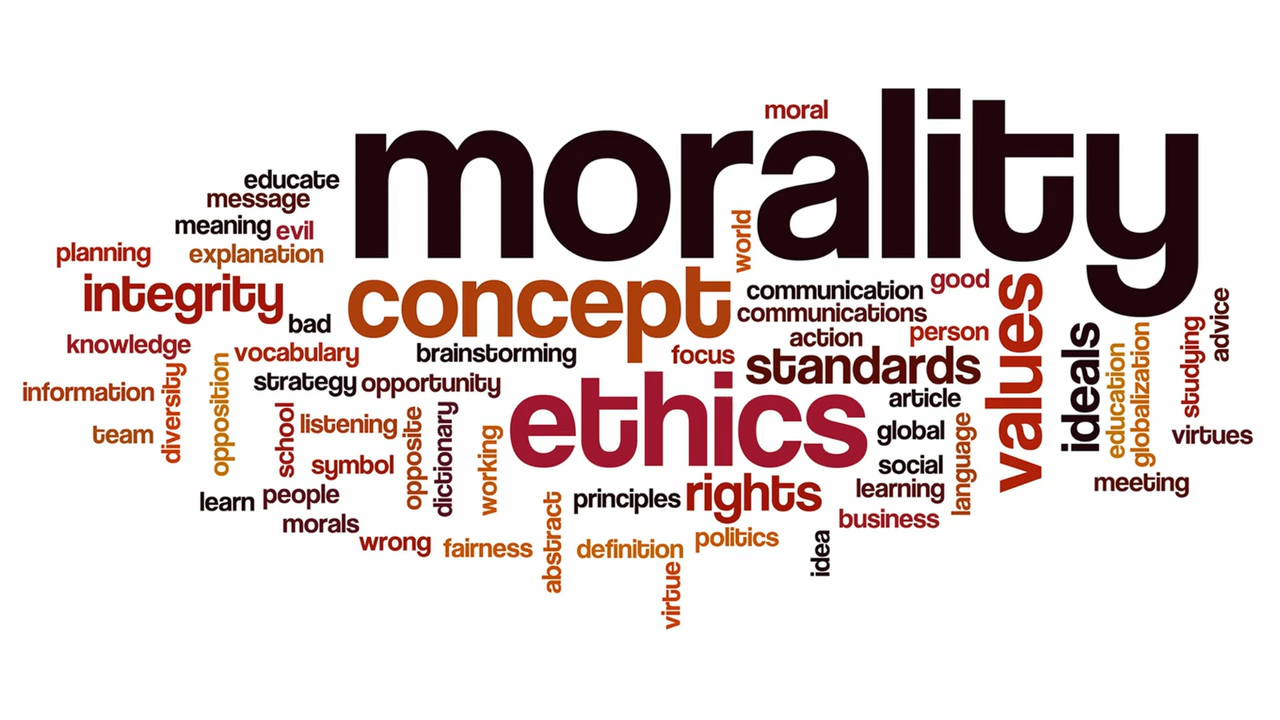 moral
morality
educate
message
meaning
evil
world
planning
explanation
integrity
concept
communication
good
values
communications
bad
action
person
ideals
advice
knowledge
vocabulary
brainstorming
focus
standards
education
globalization
studying
information
diversity
opposition
strategy
opportunity
ethics
article
team
school
listening
opposite
dictionary
working
global
language
virtues
symbol
social
learn
people
principles
rights
learning
meeting
morals
business
wrong
fairness
abstract
definition
politics
idea
virtue